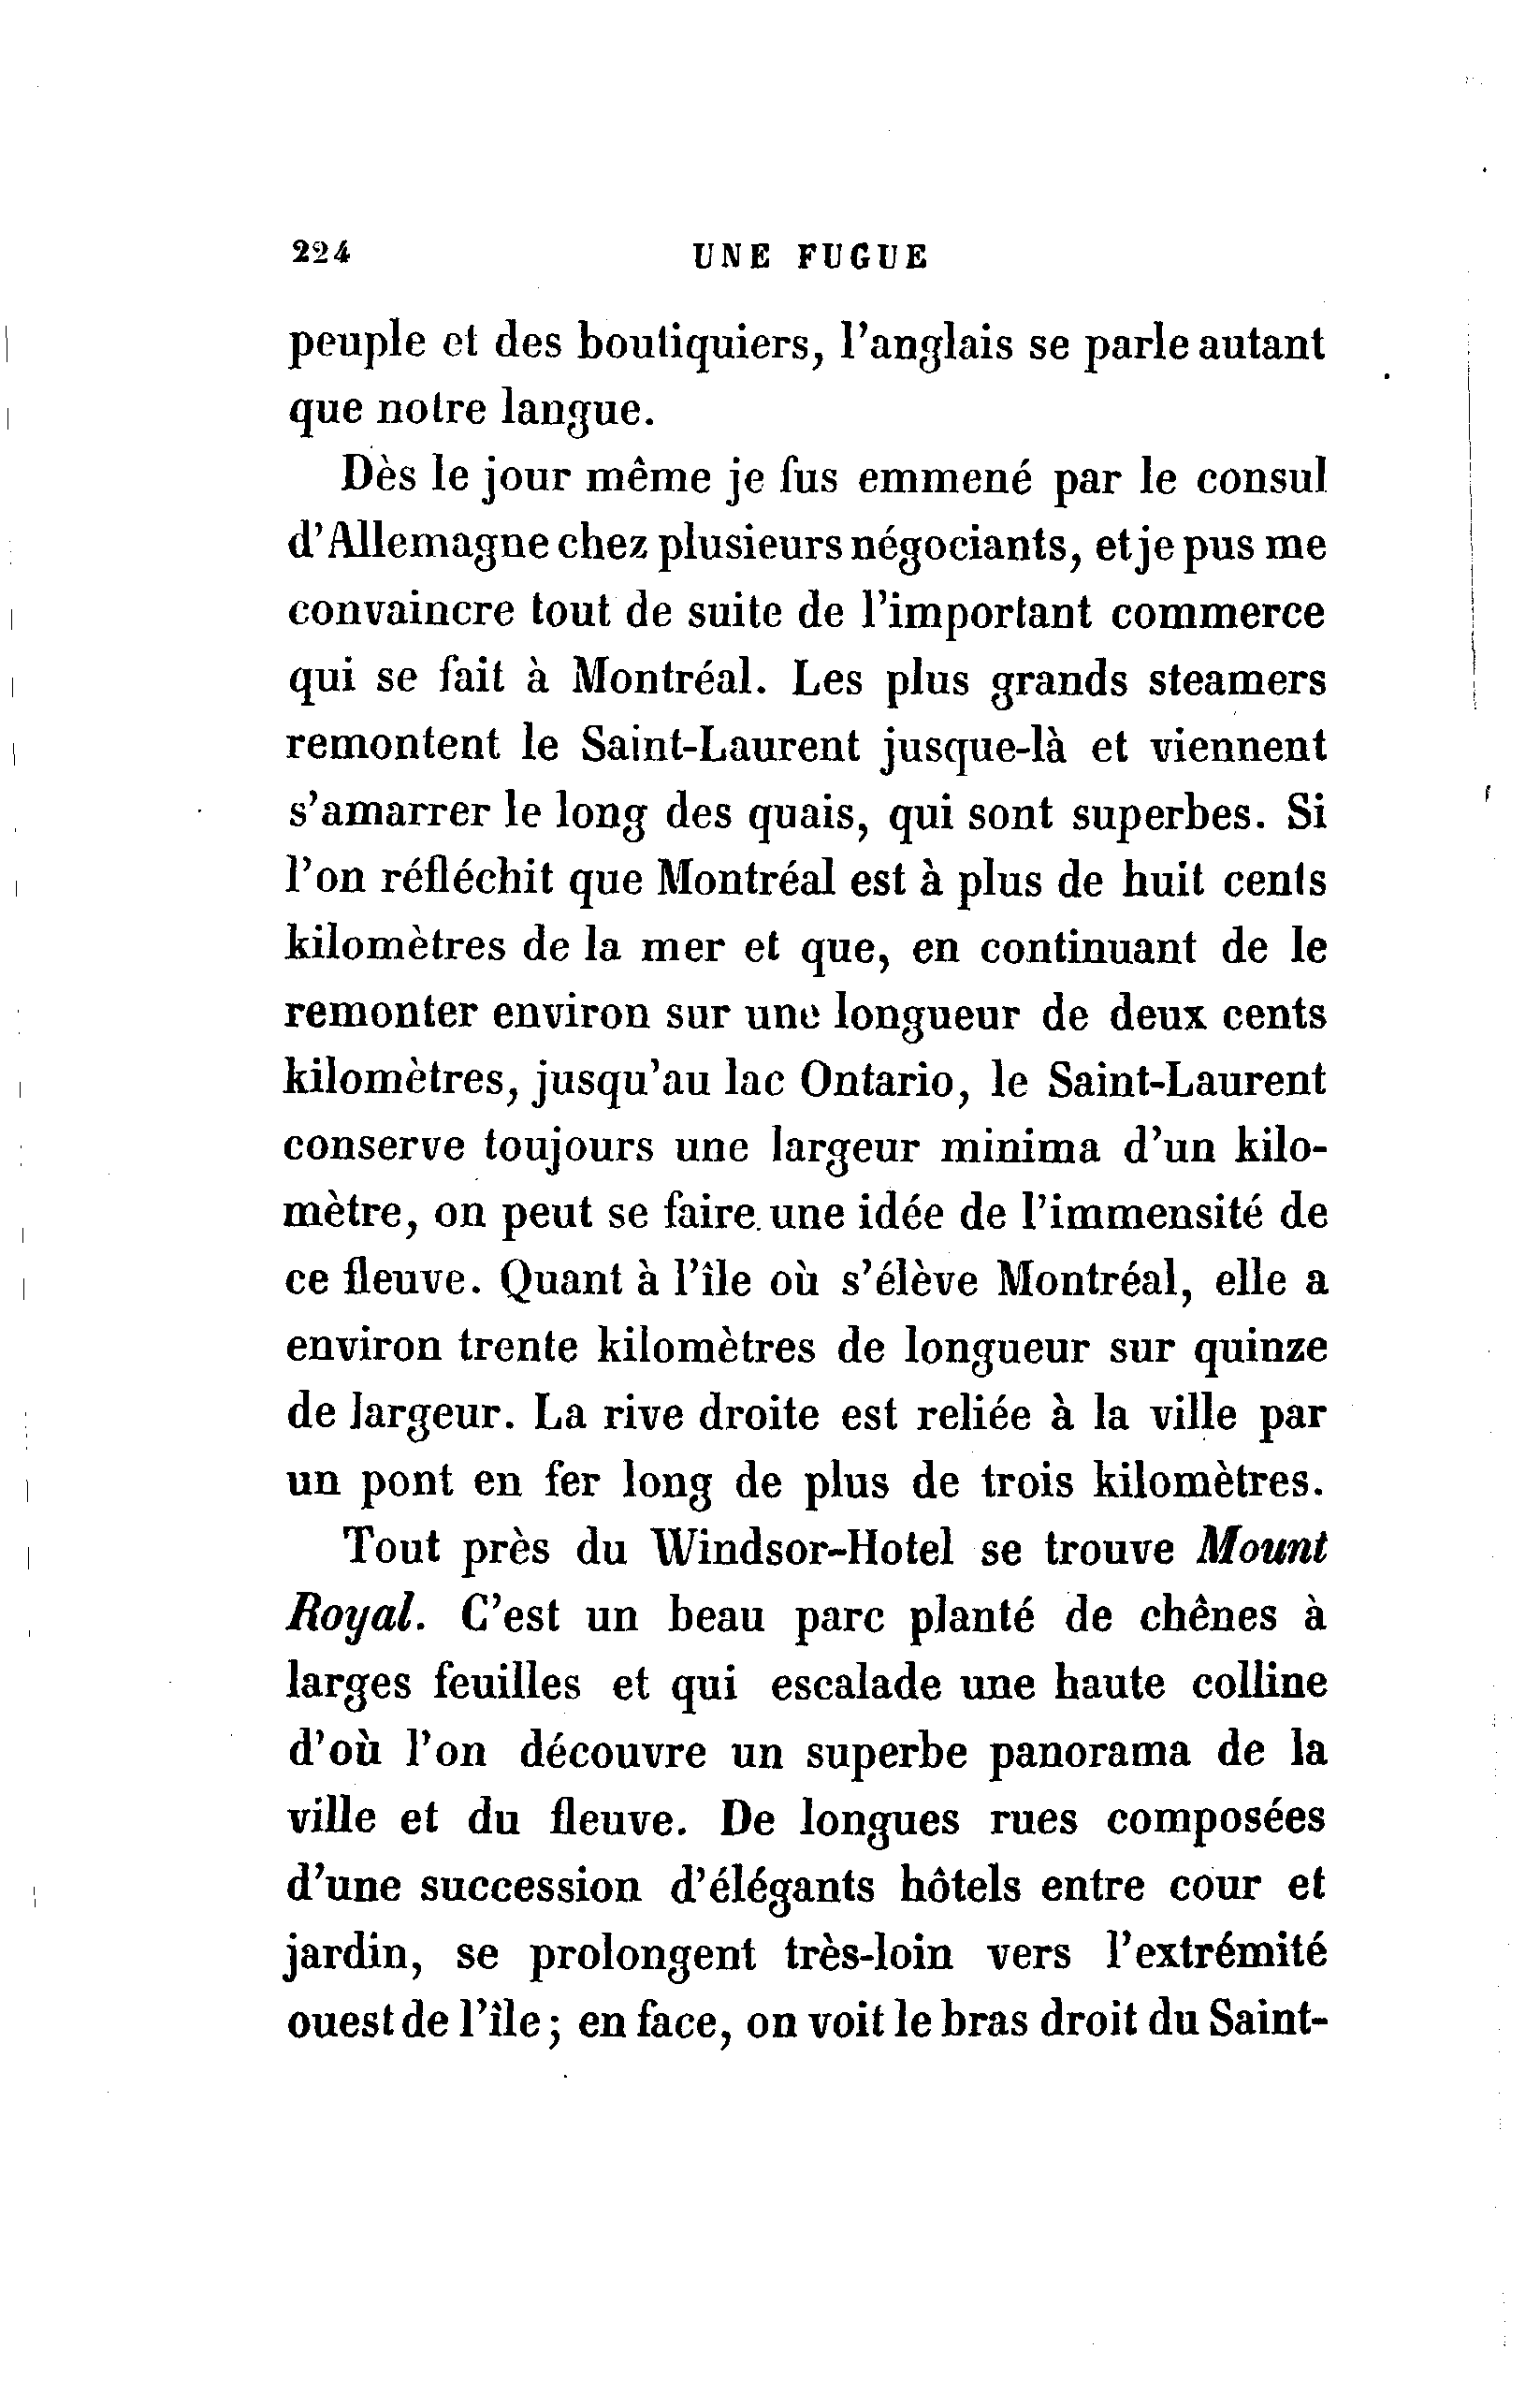 224 UNE FUGUE
peuple et des boutiquiers, l'anglais se parle autant
que notre langue.
Dès le jour même je fus emmené par le consul
d'Allemagne chez plusieurs négociants, et je pus me
convaincre tout de suite de l'important commerce
qui se fait à Montréal. Les plus grands steamers
remontent le Saint-Laurent jusque-là et viennent
s'amarrer le long des quais, qui sont superbes. Si
l'on réfléchit que Montréal est à plus de huit cents
kilomètres de la mer et que, en continuant de le
remonter environ sur une longueur de deux cents
kilomètres, jusqu'au lac Ontario, le Saint-Laurent
conserve toujours une largeur minima d'un kilo-
mètre, on peut se faire une idée de l'immensité de
ce fleuve. Quant à l'île où s'élève Montréal, elle a
environ trente kilomètres de longueur sur quinze
de largeur. La rive droite est reliée à la ville par
un pont en fer long de plus de trois kilomètres.
Tout près du Windsor-Hotel se trouve Mount
Royal. C'est un beau parc planté de chênes à
larges feuilles et qui escalade une haute colline
d'où l'on découvre un superbe panorama de la
ville et du fleuve. De longues rues composées
d'une succession d'élégants hôtels entre cour et
jardin, se prolongent très-loin vers l'extrémité
ouest de l'île ; en face, on voit le bras droit du Saint-